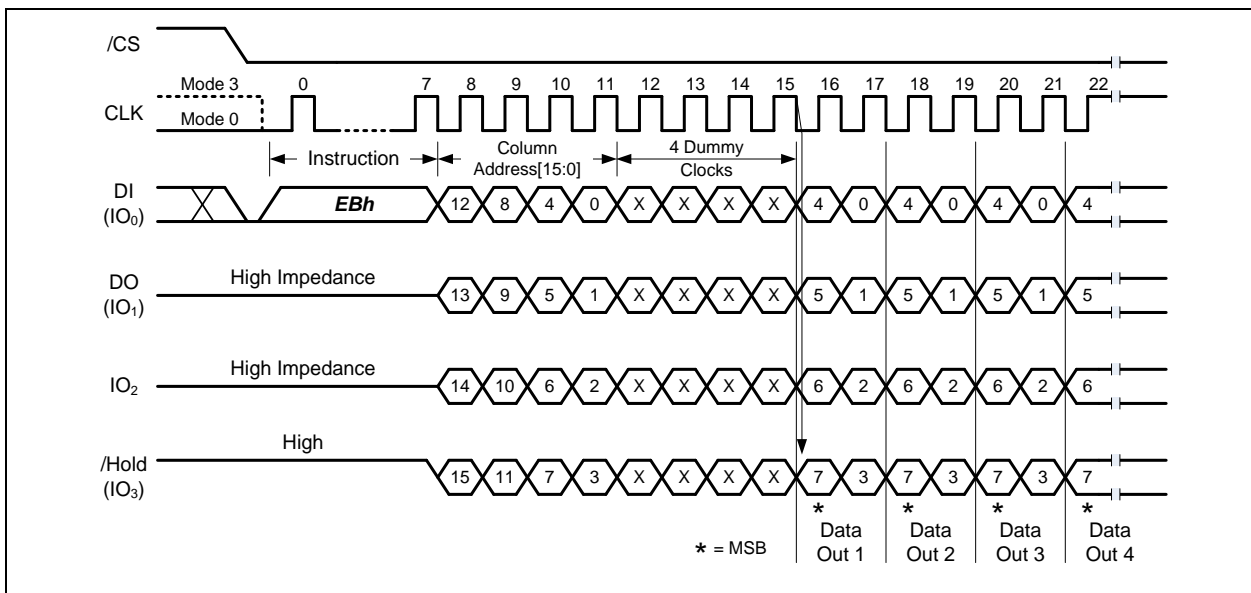 /CS
Mode 3 0 7 8 9 10 11 12 13 14 15 16 17 18 19 20 21 22
CLK
Mode 0
Instruction
Column
Address[15:0]
4 Dummy
Clocks
DI
(IO0)
EBh 12 8 4 0 X X X X 4 0 4 0 4 0 4
DO
(IO1)
High Impedance 13 9 5 1 X X X X 5 1 5 1 5 1 5
IO2
High Impedance 14 10 6 2 X X X X 6 2 6 2 6 2 6
High
/Hold
(IO3)
15 11 7 3 X X X X 7 3 7 3 7 3 7
* * * *
* = MSB
Data
Out 1
Data
Out 2
Data
Out 3
Data
Out 4